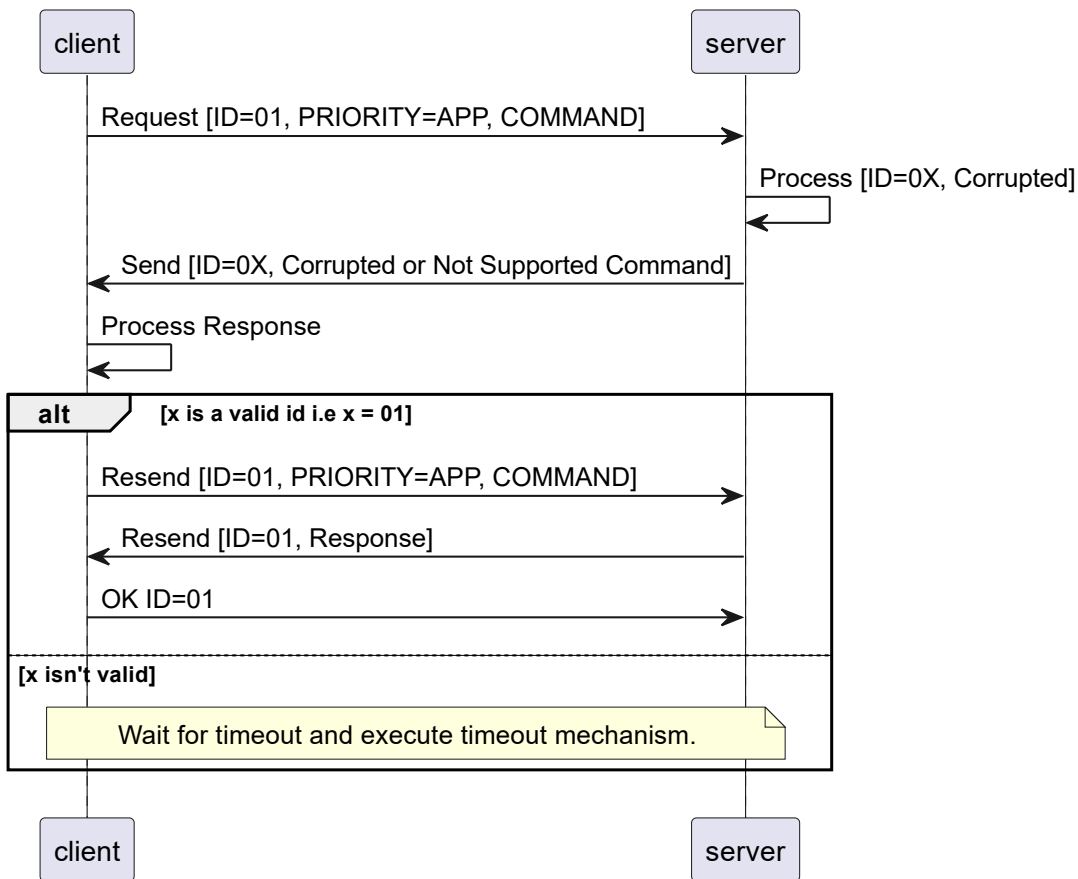 client
server
Request [ID=01, PRIORITY=APP, COMMAND]
Process [ID=0X, Corrupted]
Send [ID=0X, Corrupted or Not Supported Command]
Process Response
alt
[x is a valid id i.e x = 01]
Resend [ID=01, PRIORITY=APP, COMMAND]
Resend [ID=01, Response]
OK ID=01
[x isn't valid]
Wait for timeout and execute timeout mechanism.
client
server